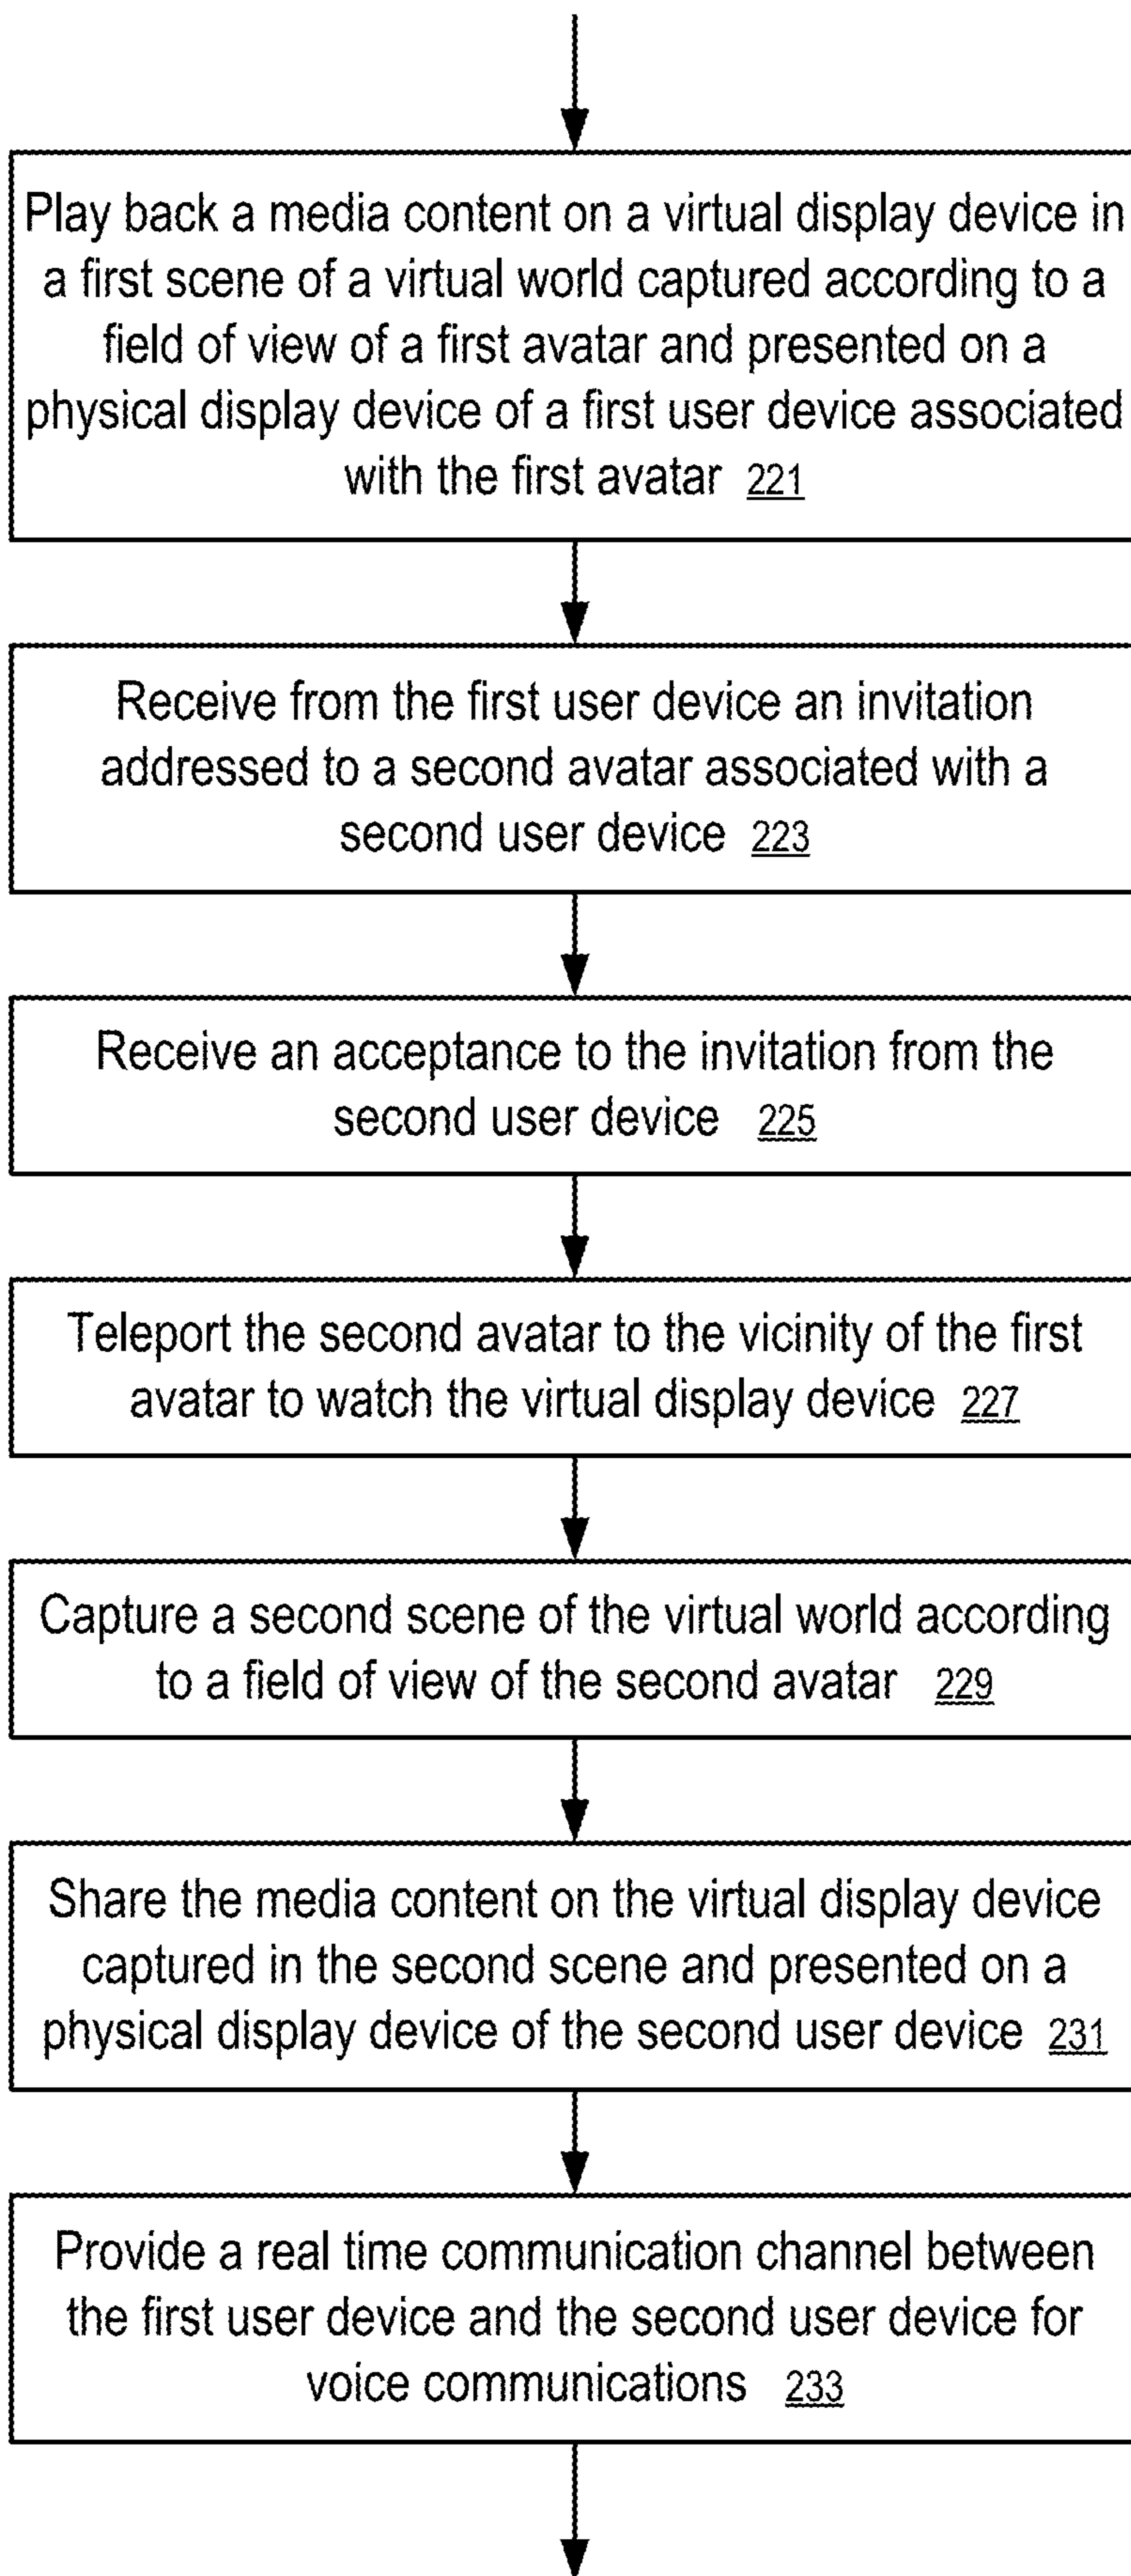 Play back a media content on a virtual display device in
a first scene of a virtual world captured according to a
field of view of a first avatar and presented on a
physical display device of a first user device associated
with the first avatar 221
Receive from the first user device an invitation
addressed to a second avatar associated with a
second user device 223
Receive an acceptance to the invitation from the
second user device 225
Teleport the second avatar to the vicinity of the first
avatar to watch the virtual display device 227
Capture a second scene of the virtual world according
to a field of view of the second avatar 229
Share the media content on the virtual display device
captured in the second scene and presented on a
physical display device of the second user device 231
Provide a real time communication channel between
the first user device and the second user device for
voice communications 233